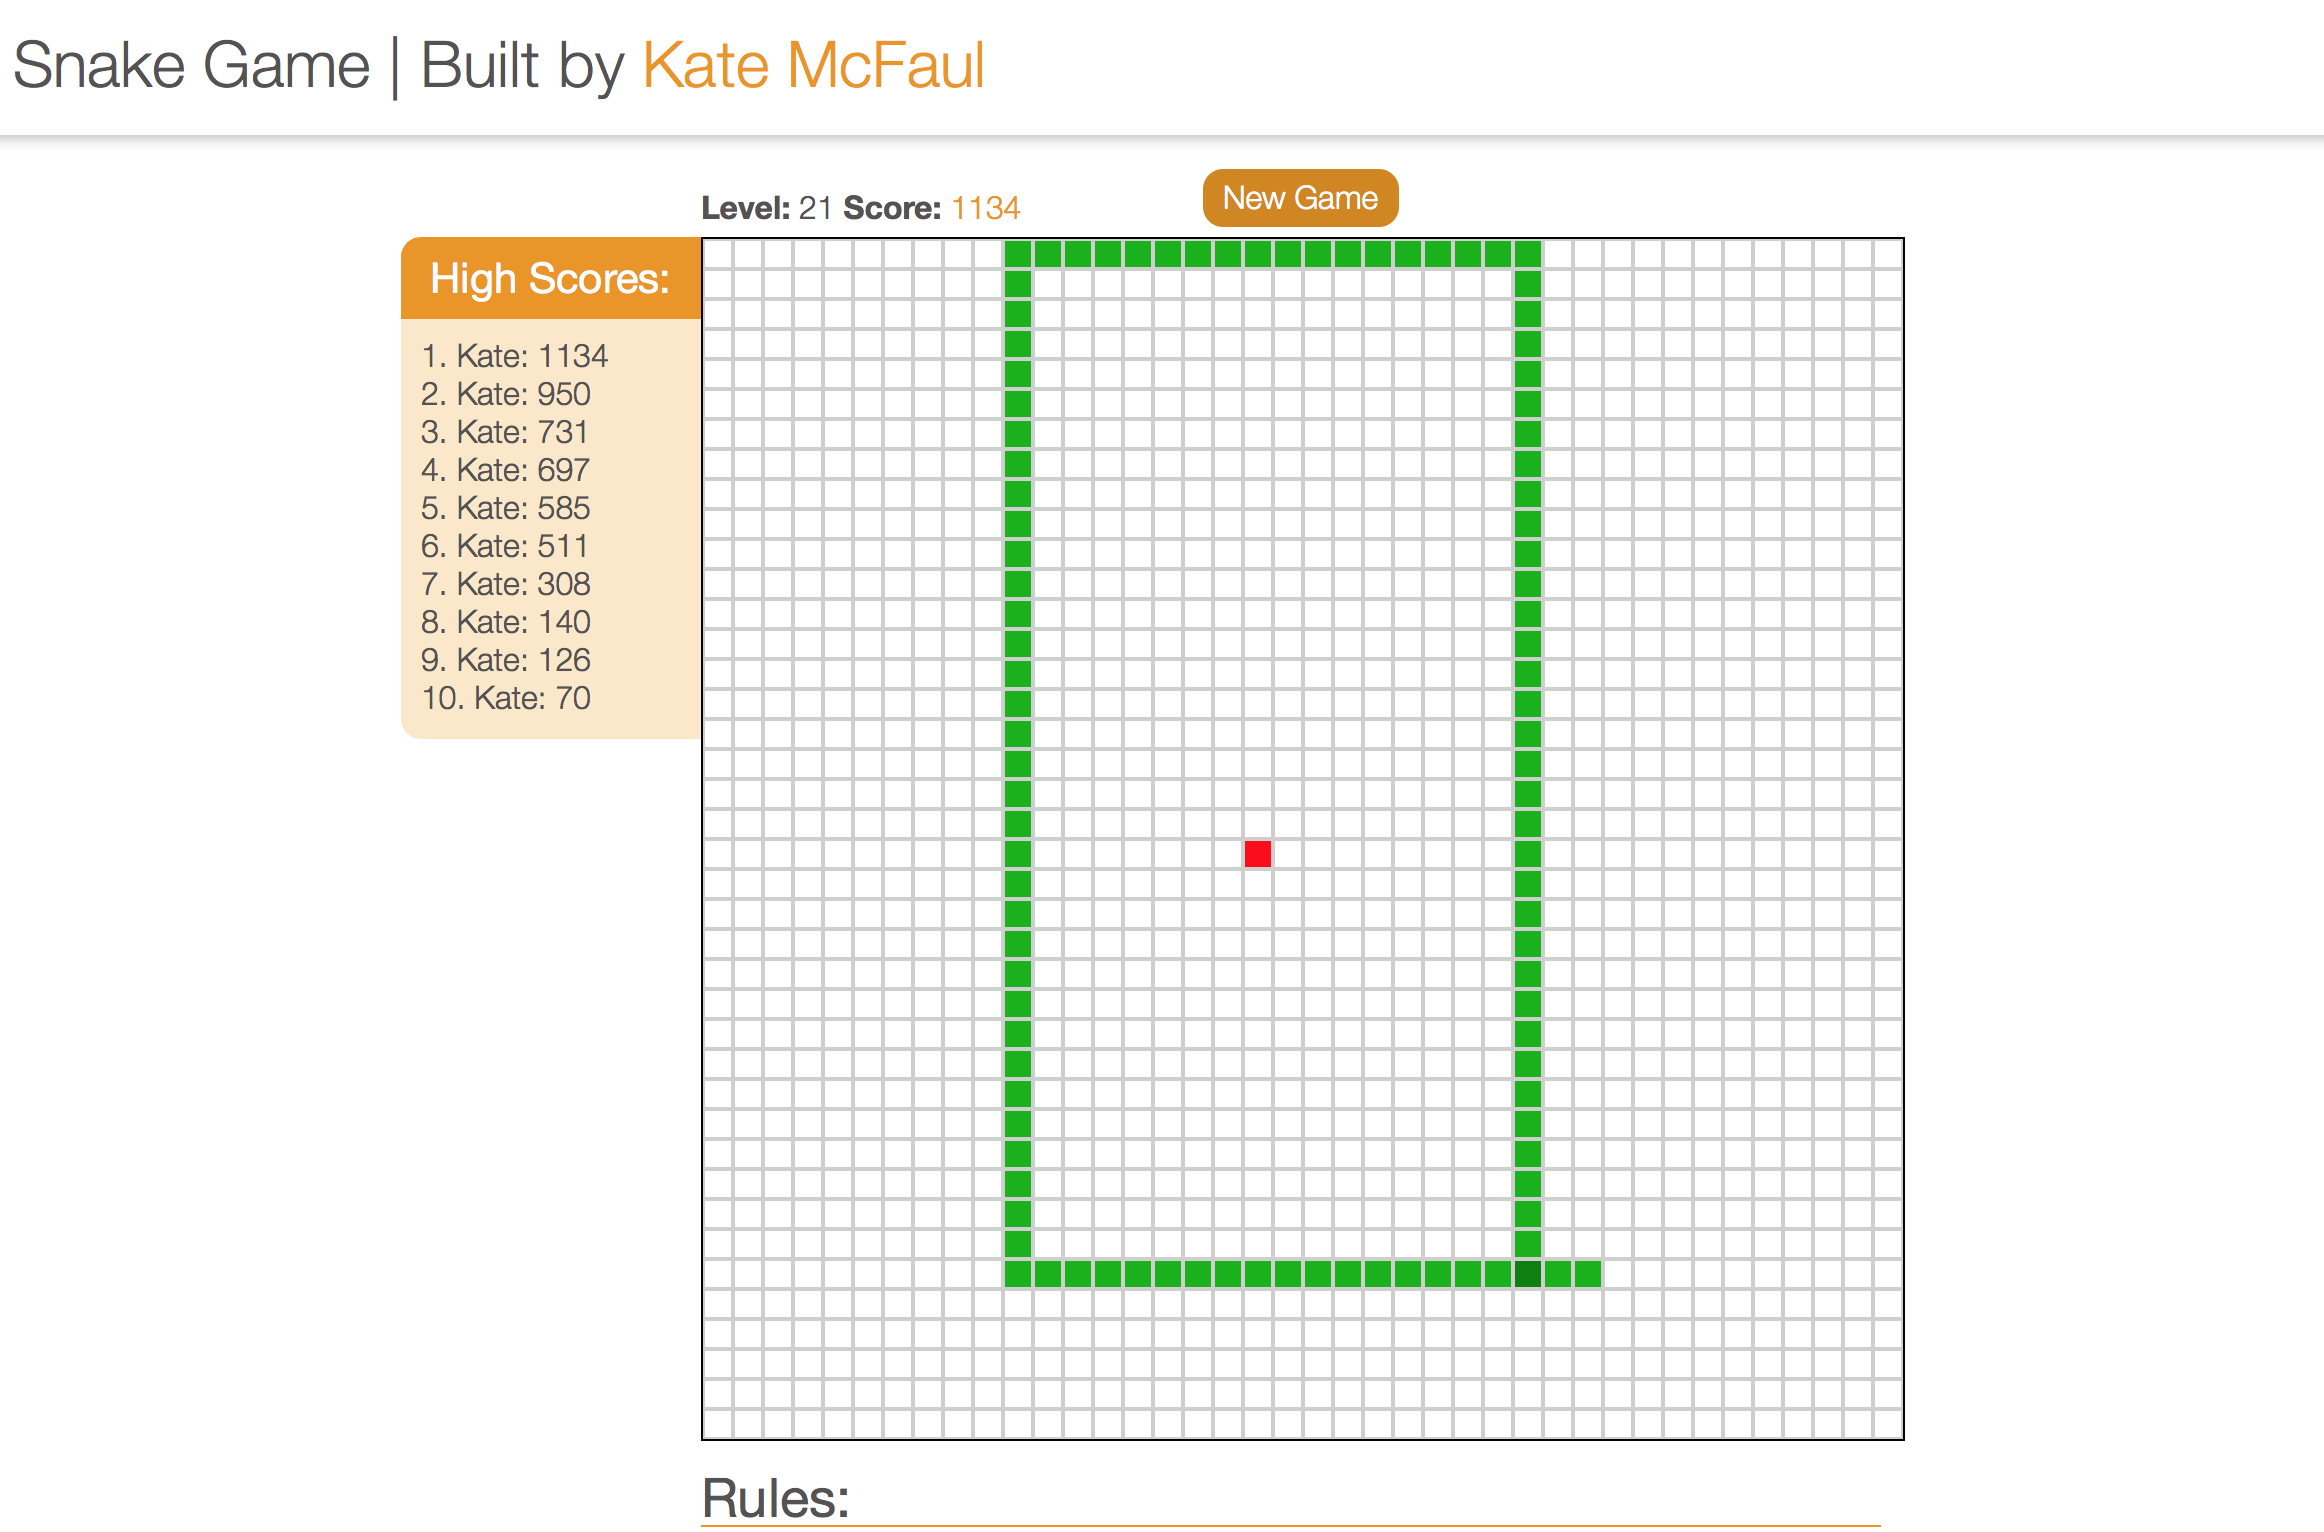 Snake Game | Built by Kate McFaul
Level: 21 Score: 1134
New Game
High Scores:
1. Kate: 1134
2. Kate: 950
3. Kate: 731
4. Kate: 697
5. Kate: 585
6. Kate: 511
7. Kate: 308
8. Kate: 140
9. Kate: 126
10. Kate: 70
Rules: